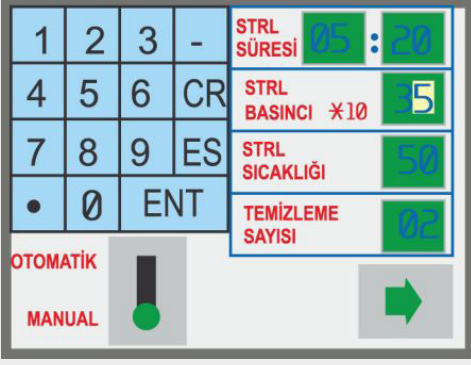 1 2 3 -
4 5 6 CR
7 8 9 ES
• 0 ENT
STRL
SÜRESİ 05 : 20
STRL
BASINCI *10 35
STRL
SICAKLIĞI 50
TEMİZLEME
SAYISI 02
OTOMATİK
MANUAL